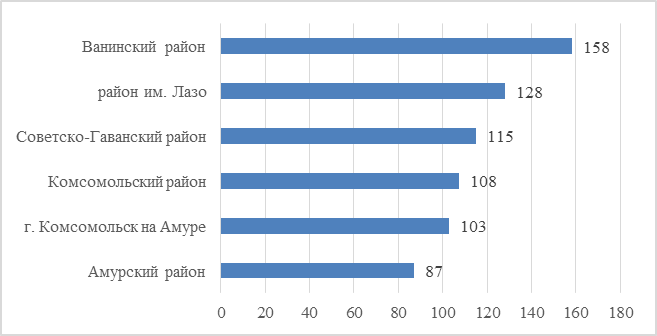 Ванинский район 158
район им. Лазо 128
Советско-Гаванский район 115
Комсомольский район 108
г. Комсомольск на Амуре 103
Амурский район 87
0 20 40 60 80 100 120 140 160 180